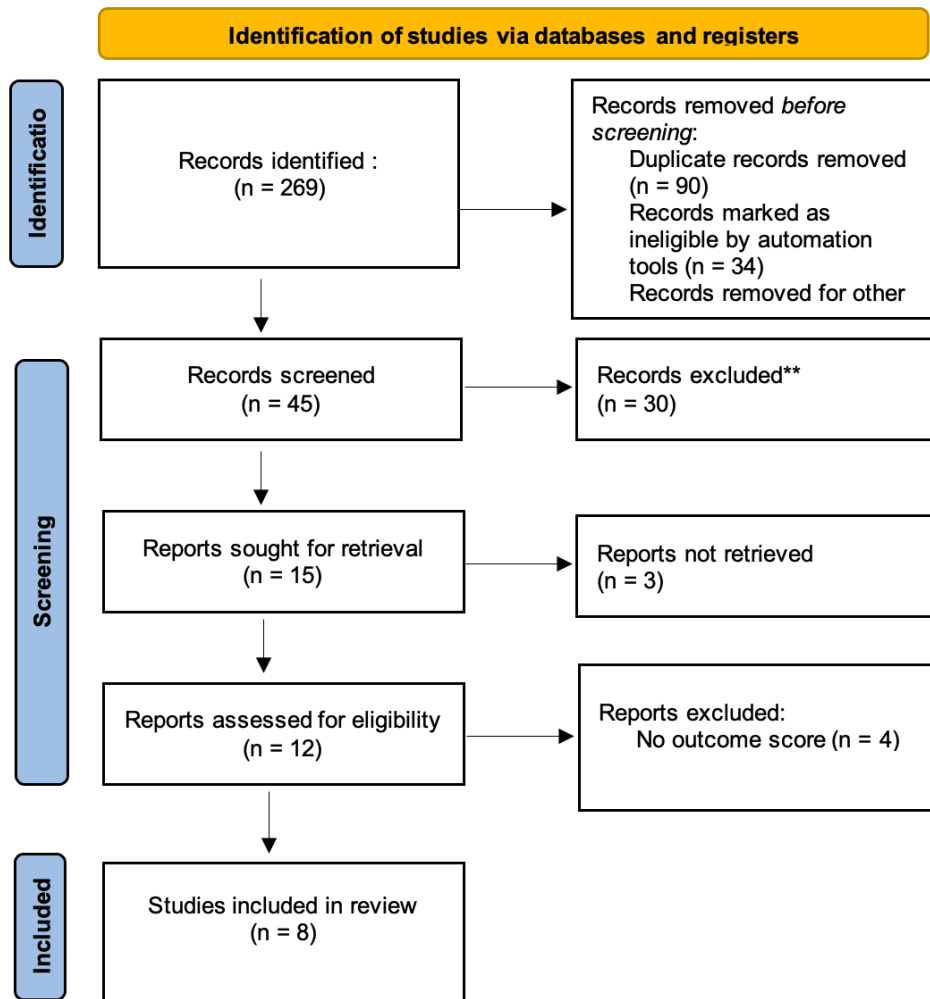 Identification of studies via databases and registers
Identificatio
Records identified :
(n = 269)
Records removed before
screening:
Duplicate records removed
(n = 90)
Records marked as
ineligible by automation
tools (n = 34)
Records removed for other
Screening
Records screened
(n = 45)
Records excluded**
(n = 30)
Reports sought for retrieval
(n = 15)
Reports not retrieved
(n = 3)
Reports assessed for eligibility
(n = 12)
Reports excluded:
No outcome score (n = 4)
Included
Studies included in review
(n = 8)